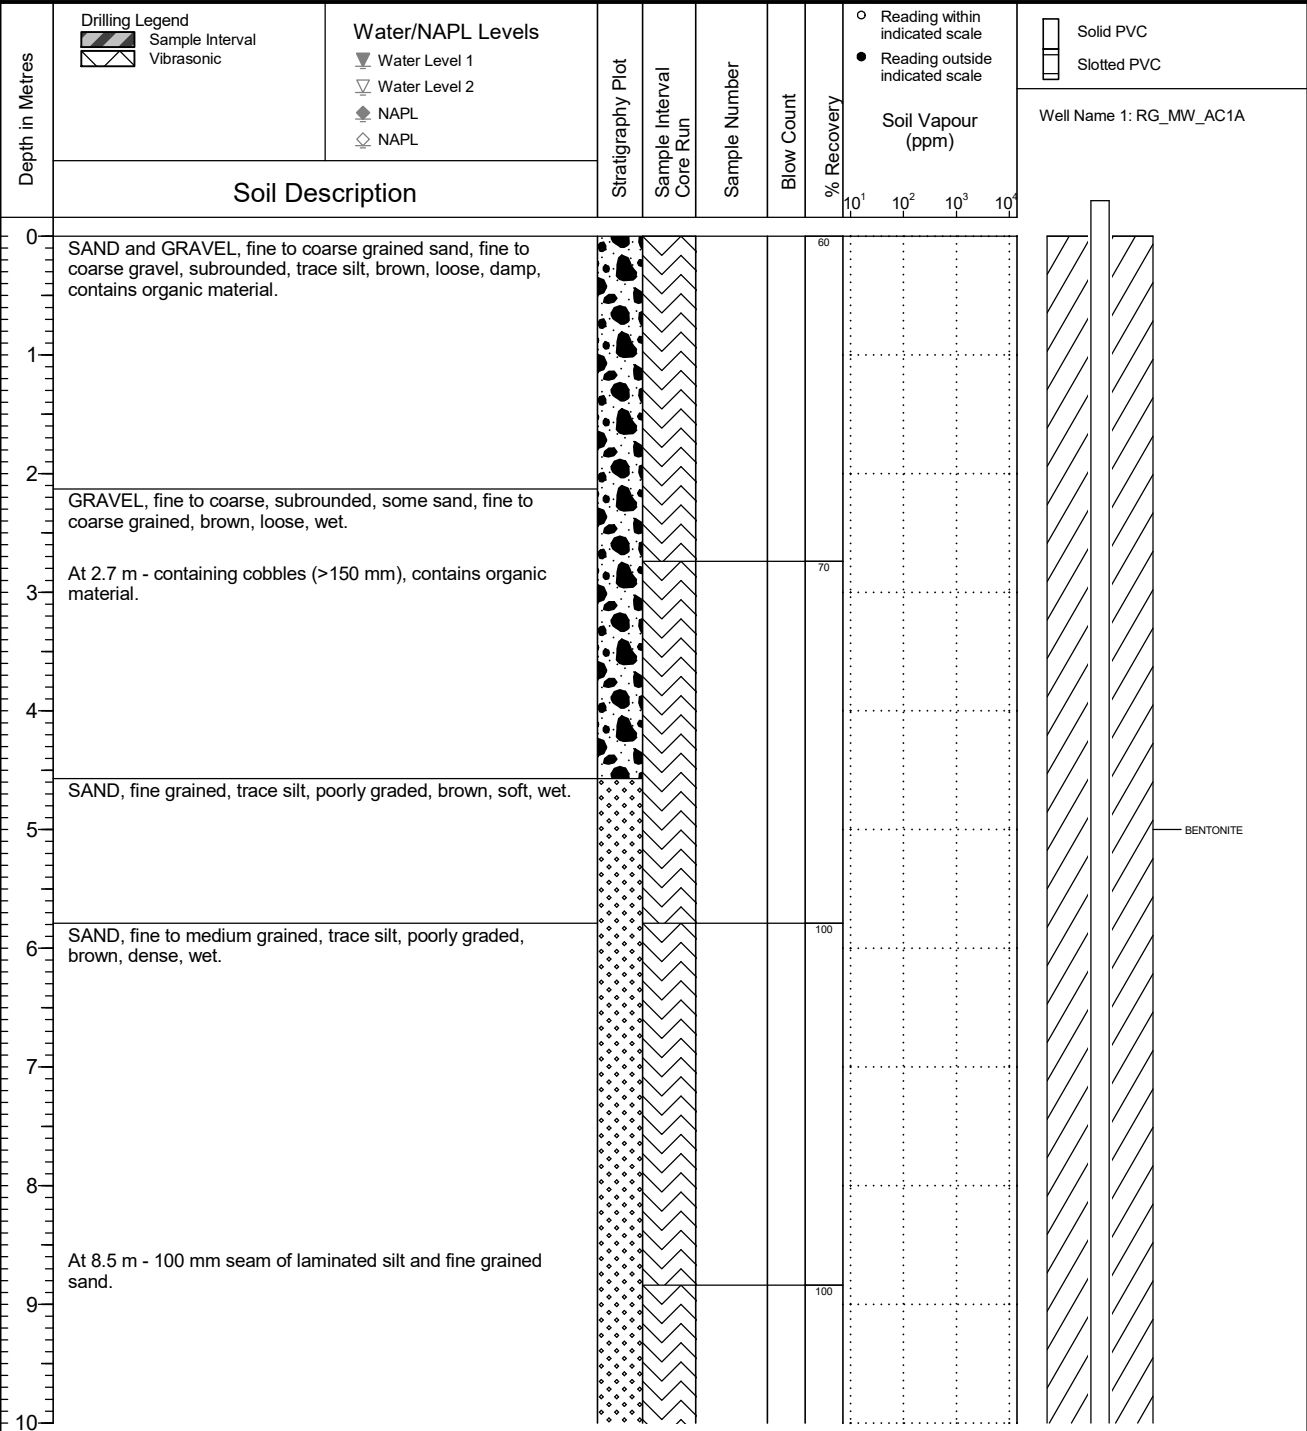 Depth in Metres
Drilling Legend
Sample Interval
Vibrasonic
Water/NAPL Levels
Water Level 1
Water Level 2
NAPL
NAPL
Soil Description
Stratigraphy Plot
Sample Interval
Core Run
Sample Number
Blow Count
% Recovery
Reading within
indicated scale
Reading outside
indicated scale
Soil Vapour
(ppm)
10¹ 10² 10³ 10⁴
Solid PVC
Slotted PVC
Well Name 1: RG_MW_AC1A
0
SAND and GRAVEL, fine to coarse grained sand, fine to
coarse gravel, subrounded, trace silt, brown, loose, damp,
contains organic material.
60
1
2
GRAVEL, fine to coarse, subrounded, some sand, fine to
coarse grained, brown, loose, wet.
At 2.7 m - containing cobbles (>150 mm), contains organic
material.
70
3
4
SAND, fine grained, trace silt, poorly graded, brown, soft, wet.
5
BENTONITE
SAND, fine to medium grained, trace silt, poorly graded,
brown, dense, wet.
100
6
7
8
At 8.5 m - 100 mm seam of laminated silt and fine grained
sand.
100
9
10